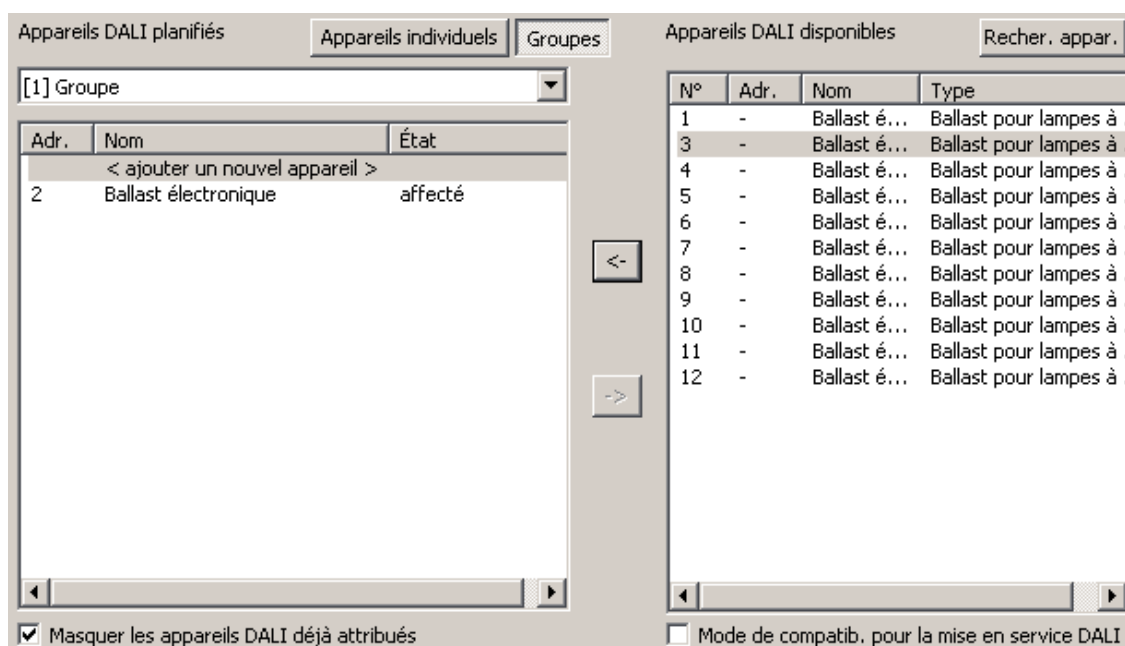 Appareils DALI planifiés
Appareils individuels
Groupes
[1] Groupe
Adr. Nom État
< ajouter un nouvel appareil >
2 Ballast électronique affecté
Masquer les appareils DALI déjà attribués
<-
->
Appareils DALI disponibles
Recher. appar.
N° Adr. Nom Type
1 - Ballast é... Ballast pour lampes à
3 - Ballast é... Ballast pour lampes à
4 - Ballast é... Ballast pour lampes à
5 - Ballast é... Ballast pour lampes à
6 - Ballast é... Ballast pour lampes à
7 - Ballast é... Ballast pour lampes à
8 - Ballast é... Ballast pour lampes à
9 - Ballast é... Ballast pour lampes à
10 - Ballast é... Ballast pour lampes à
11 - Ballast é... Ballast pour lampes à
12 - Ballast é... Ballast pour lampes à
Mode de compatib. pour la mise en service DALI